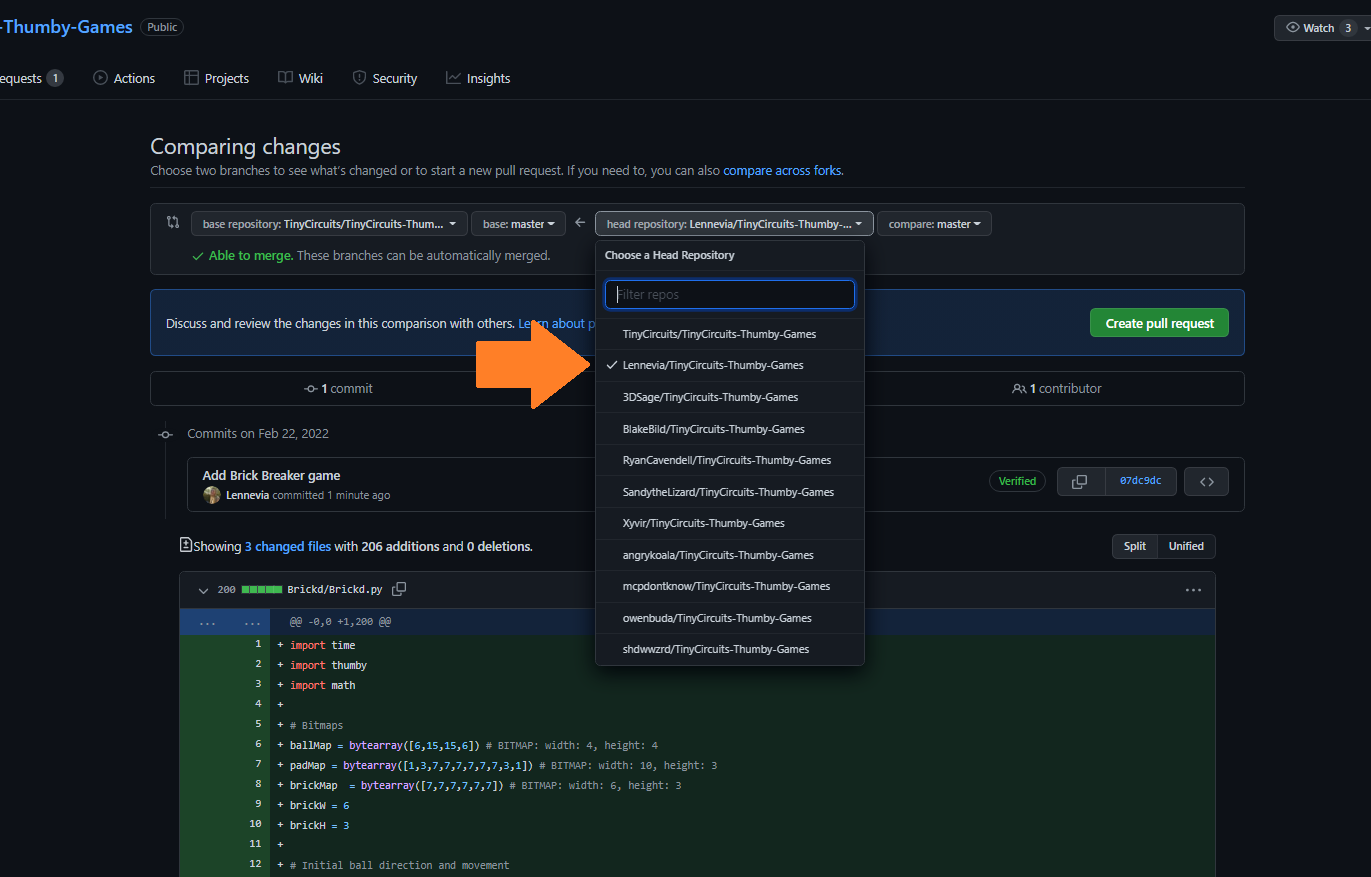 -Thumby-Games Public Watch 3
equests 1 Actions Projects Wiki Security Insights
Comparing changes
Choose two branches to see what's changed or to start a new pull request. If you need to, you can also compare across forks.
base repository: TinyCircuits/TinyCircuits-Thum... base: master ← head repository: Lennevia/TinyCircuits-Thumby-... compare: master
✓ Able to merge. These branches can be automatically merged.
Choose a Head Repository
Filter repos
Discuss and review the changes in this comparison with others. Learn about p
Create pull request
TinyCircuits/TinyCircuits-Thumby-Games
✓ Lennevia/TinyCircuits-Thumby-Games
3DSage/TinyCircuits-Thumby-Games
BlakeBild/TinyCircuits-Thumby-Games
RyanCavendell/TinyCircuits-Thumby-Games
SandytheLizard/TinyCircuits-Thumby-Games
Xyvir/TinyCircuits-Thumby-Games
angrykoala/TinyCircuits-Thumby-Games
mcpdontknow/TinyCircuits-Thumby-Games
owenbuda/TinyCircuits-Thumby-Games
shdwwzrd/TinyCircuits-Thumby-Games
1 commit 1 contributor
Commits on Feb 22, 2022
Add Brick Breaker game
Lennevia committed 1 minute ago Verified 07dc9dc <>
Showing 3 changed files with 206 additions and 0 deletions. Split Unified
200 Brickd/Brickd.py ...
... ... @@ -0,0 +1,200 @@
1 + import time
2 + import thumby
3 + import math
4 +
5 + # Bitmaps
6 + ballMap = bytearray([6,15,15,6]) # BITMAP: width: 4, height: 4
7 + padMap = bytearray([1,3,7,7,7,7,7,7,3,1]) # BITMAP: width: 10, height: 3
8 + brickMap  = bytearray([7,7,7,7,7,7]) # BITMAP: width: 6, height: 3
9 + brickW = 6
10 + brickH = 3
11 +
12 + # Initial ball direction and movement